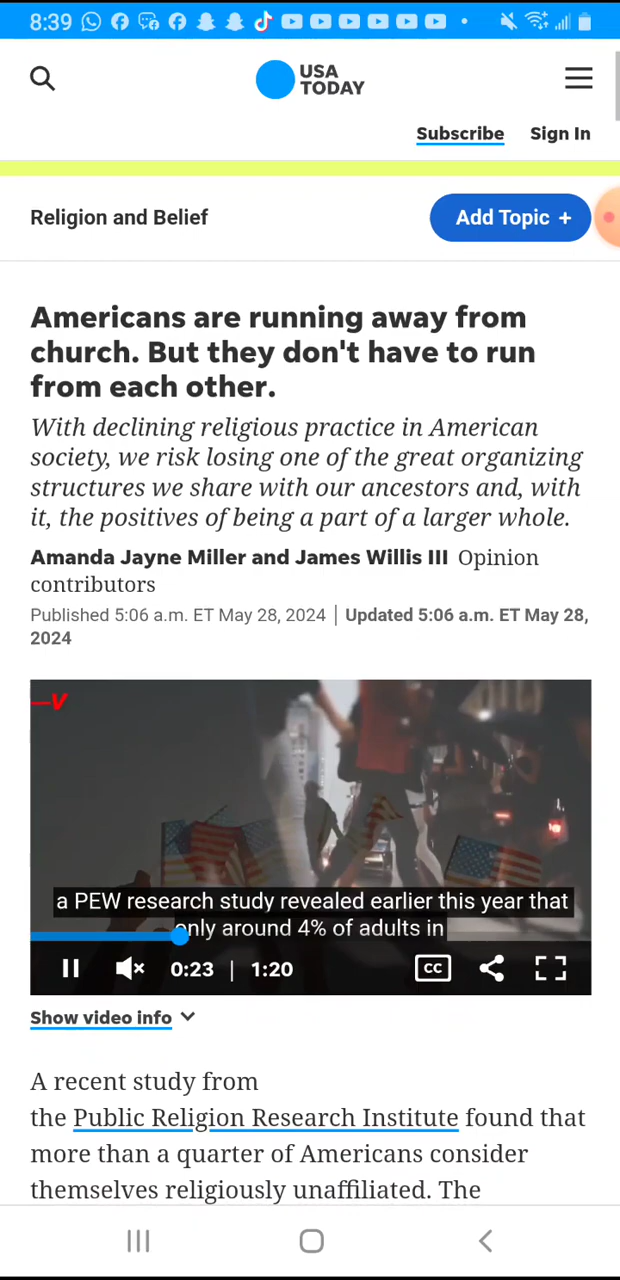 8:39
USA
TODAY
Subscribe Sign In
Religion and Belief Add Topic +
Americans are running away from
church. But they don't have to run
from each other.
With declining religious practice in American
society, we risk losing one of the great organizing
structures we share with our ancestors and, with
it, the positives of being a part of a larger whole.
Amanda Jayne Miller and James Willis III Opinion
contributors
Published 5:06 a.m. ET May 28, 2024 | Updated 5:06 a.m. ET May 28,
2024
V
a PEW research study revealed earlier this year that
only around 4% of adults in
0:23 | 1:20 CC
Show video info
A recent study from
the Public Religion Research Institute found that
more than a quarter of Americans consider
themselves religiously unaffiliated. The